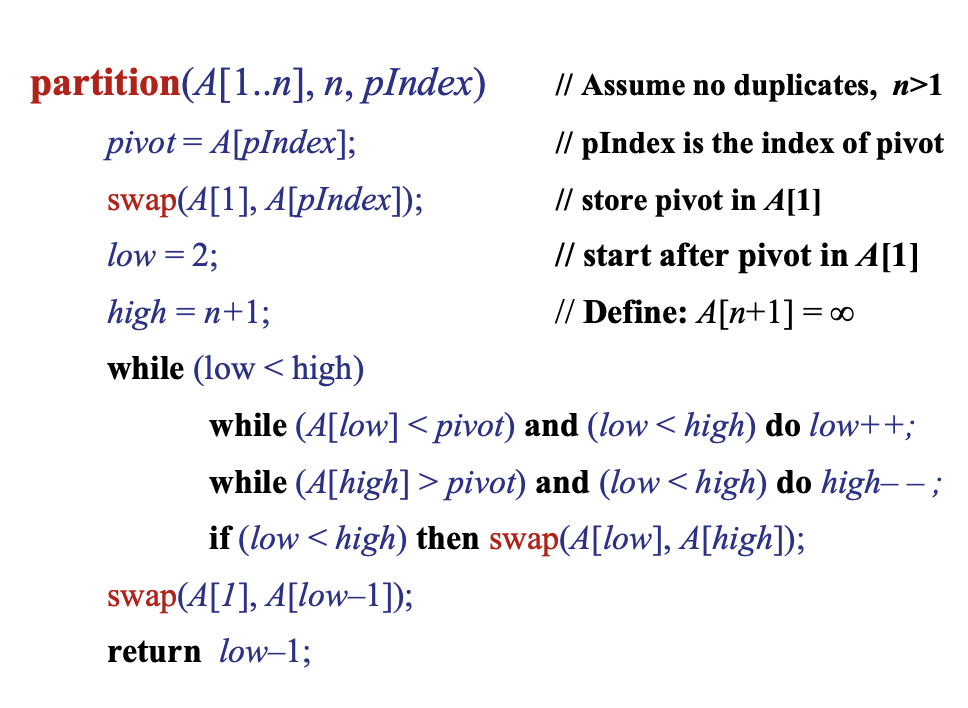 partition(A[1..n], n, pIndex) // Assume no duplicates, n>1
pivot = A[pIndex]; // pIndex is the index of pivot
swap(A[1], A[pIndex]); // store pivot in A[1]
low = 2; // start after pivot in A[1]
high = n+1; // Define: A[n+1] = ∞
while (low < high)
while (A[low] < pivot) and (low < high) do low++;
while (A[high] > pivot) and (low < high) do high– – ;
if (low < high) then swap(A[low], A[high]);
swap(A[1], A[low–1]);
return low–1;